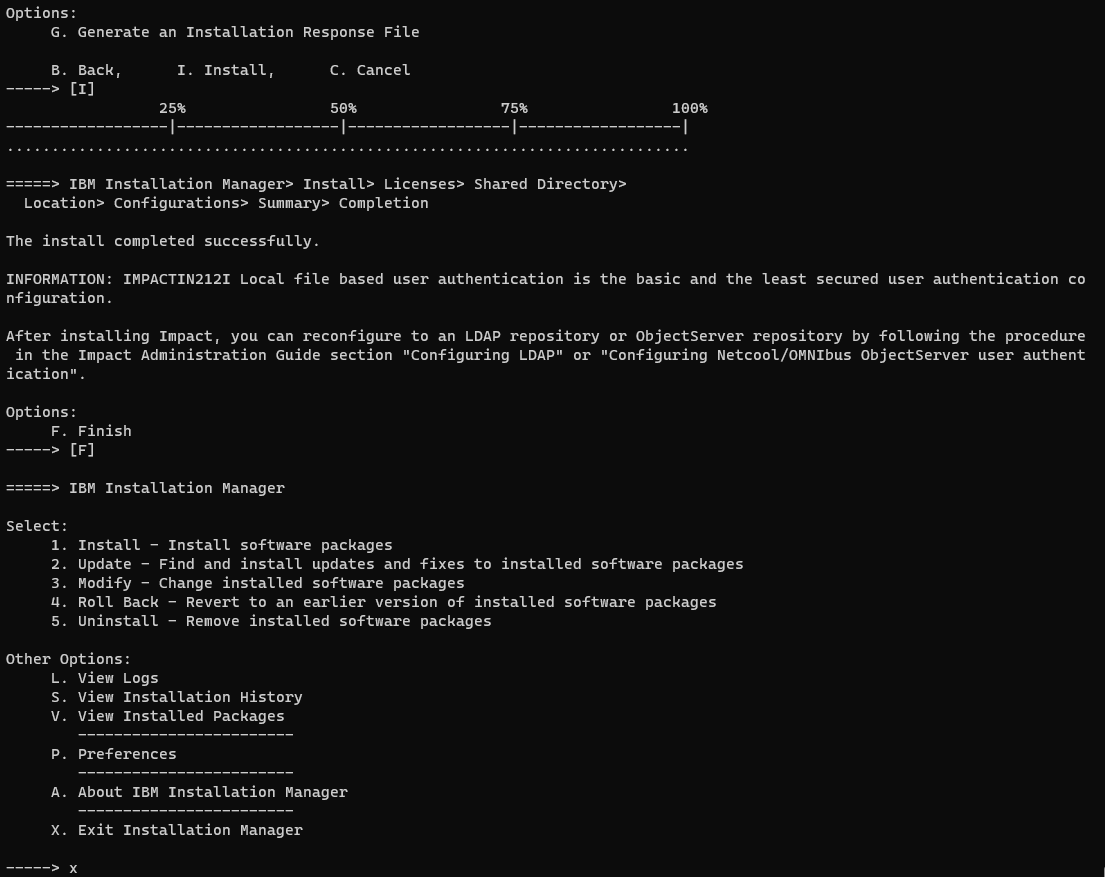 Options:
     G. Generate an Installation Response File
     B. Back,      I. Install,      C. Cancel
-----> [I]
                 25%                50%                75%                100%
------------------|------------------|------------------|------------------|
............................................................................
=====> IBM Installation Manager> Install> Licenses> Shared Directory>
  Location> Configurations> Summary> Completion
The install completed successfully.
INFORMATION: IMPACTIN212I Local file based user authentication is the basic and the least secured user authentication co
nfiguration.
After installing Impact, you can reconfigure to an LDAP repository or ObjectServer repository by following the procedure
 in the Impact Administration Guide section "Configuring LDAP" or "Configuring Netcool/OMNIbus ObjectServer user authent
ication".
Options:
     F. Finish
-----> [F]
=====> IBM Installation Manager
Select:
     1. Install - Install software packages
     2. Update - Find and install updates and fixes to installed software packages
     3. Modify - Change installed software packages
     4. Roll Back - Revert to an earlier version of installed software packages
     5. Uninstall - Remove installed software packages
Other Options:
     L. View Logs
     S. View Installation History
     V. View Installed Packages
        ------------------------
     P. Preferences
        ------------------------
     A. About IBM Installation Manager
        ------------------------
     X. Exit Installation Manager
-----> x